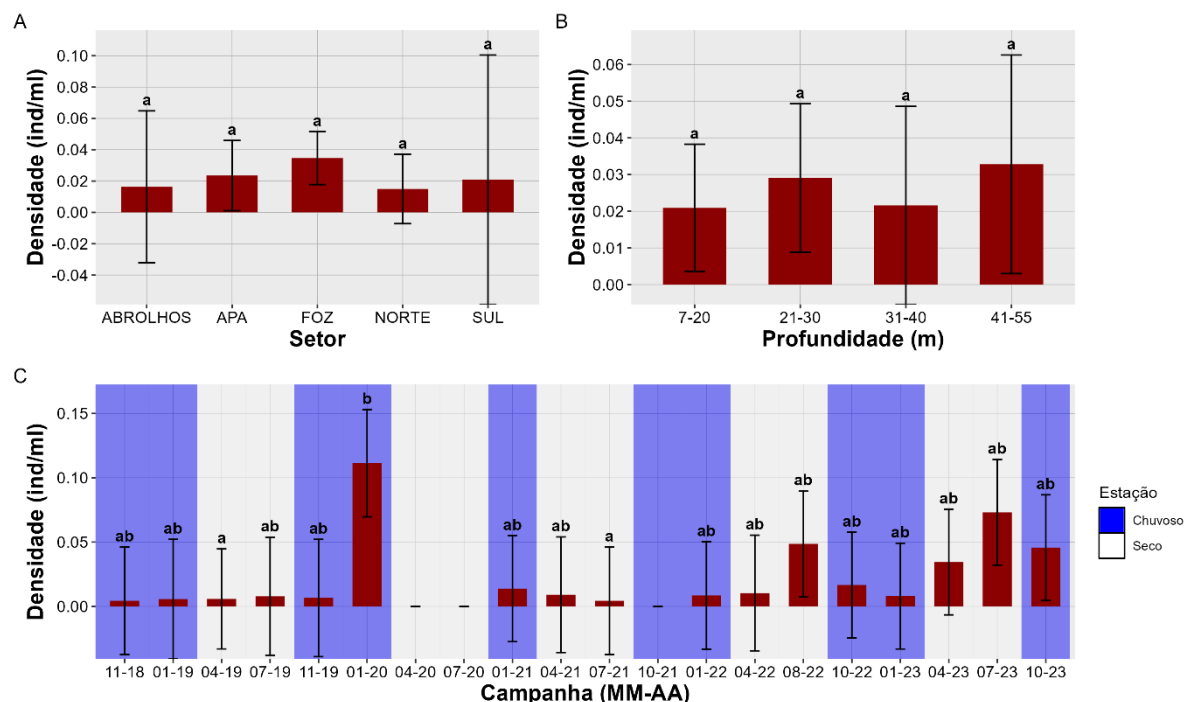 A
Densidade (ind/ml)
0.10
0.08
0.06
0.04
0.02
0.00
-0.02
-0.04
a a a a a
ABROLHOS APA FOZ NORTE SUL
Setor
B
Densidade (ind/ml)
0.06
0.05
0.04
0.03
0.02
0.01
0.00
a a a a
7-20 21-30 31-40 41-55
Profundidade (m)
C
Densidade (ind/ml)
0.15
0.10
0.05
0.00
ab ab a ab ab b ab ab a ab ab ab ab ab ab ab ab
11-18 01-19 04-19 07-19 11-19 01-20 04-20 07-20 01-21 04-21 07-21 10-21 01-22 04-22 08-22 10-22 01-23 04-23 07-23 10-23
Campanha (MM-AA)
Estação
Chuvoso
Seco